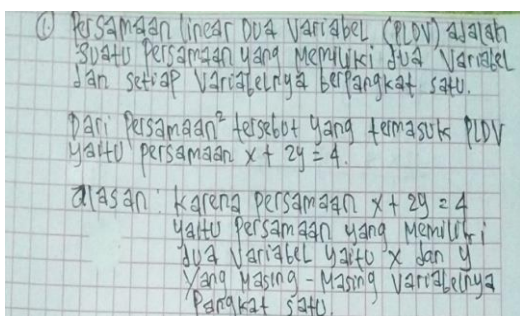 ① Persamaan linear Dua Variabel (PLDV) adalah
suatu persamaan yang memiliki dua variabel
dan setiap variabelnya berpangkat satu.
Dari persamaan² tersebut yang termasuk PLDV
yaitu persamaan x + 2y = 4.
alasan : karena persamaan x + 2y = 4
yaitu persamaan yang memiliki
dua variabel yaitu x dan y
yang masing-masing variabelnya
pangkat satu.